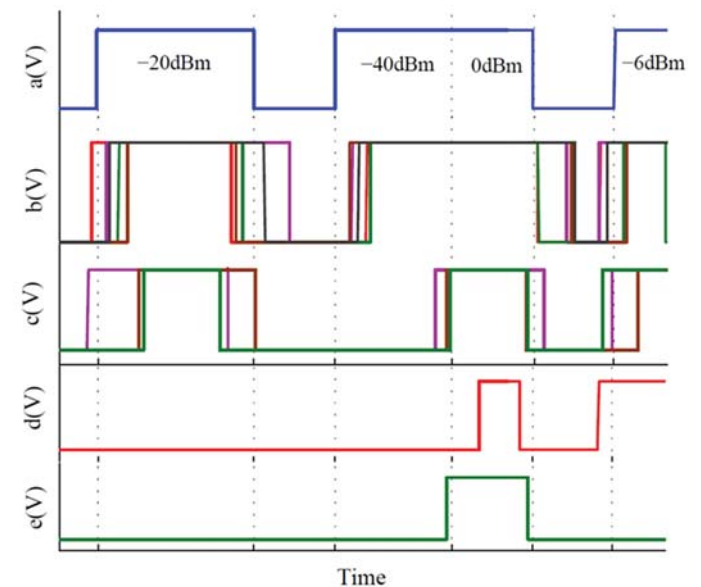 a(V)
−20dBm
−40dBm
0dBm
−6dBm
b(V)
c(V)
d(V)
e(V)
Time